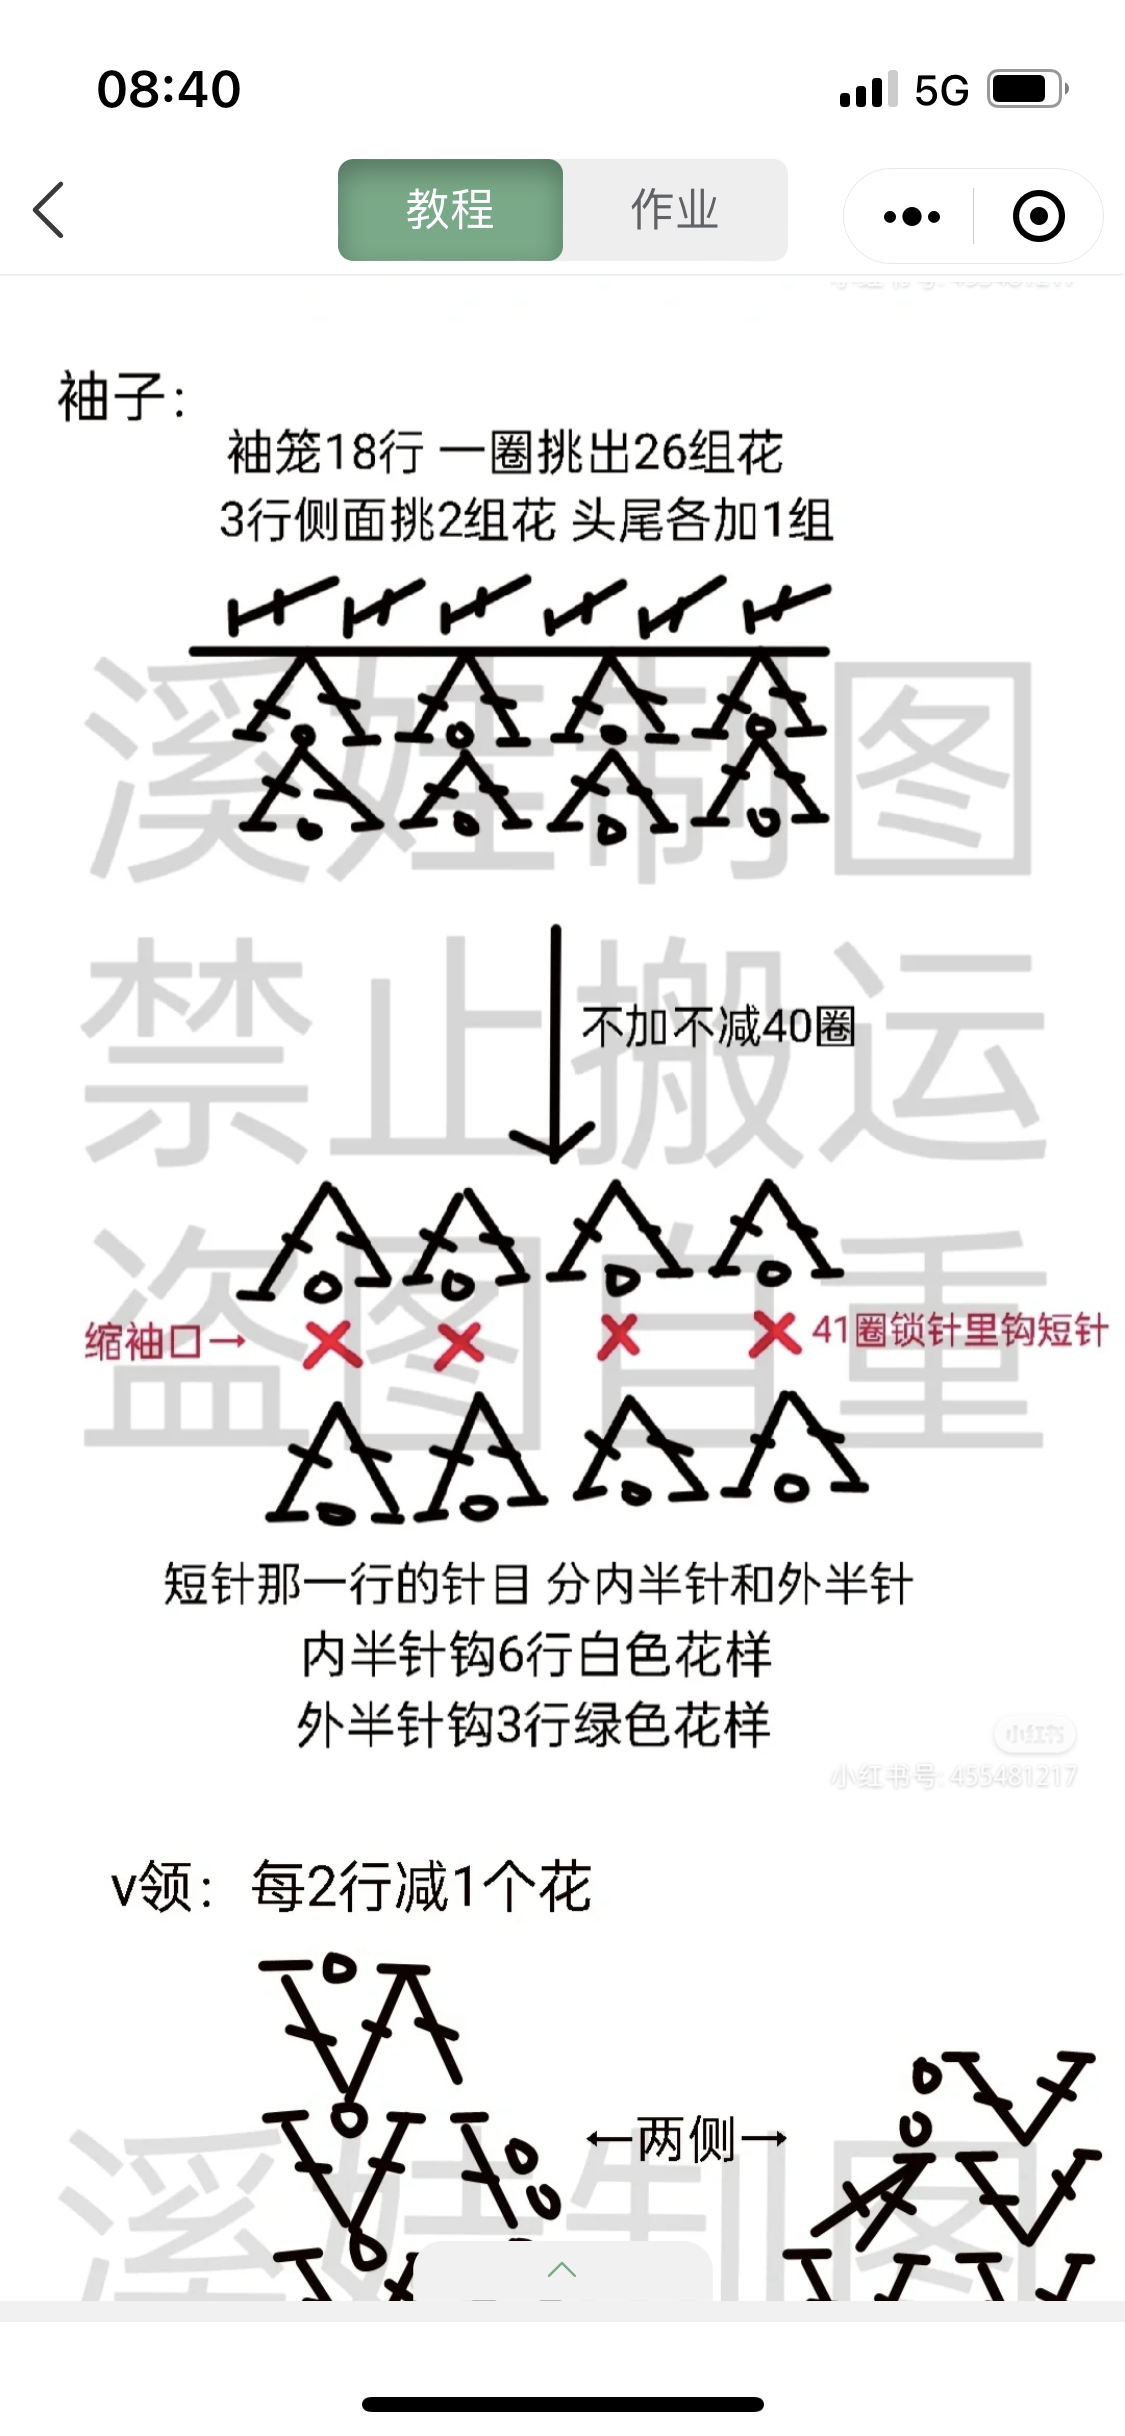 08:40
5G
教程
作业
袖子：
袖笼18行 一圈挑出26组花
3行侧面挑2组花 头尾各加1组
溪娃制图
不加不减40圈
禁止搬运
缩袖口→
41圈锁针里钩短针
盗图自重
短针那一行的针目 分内半针和外半针
内半针钩6行白色花样
外半针钩3行绿色花样
小红书
小红书号: 455481217
v领：每2行减1个花
←两侧→
溪娃制图